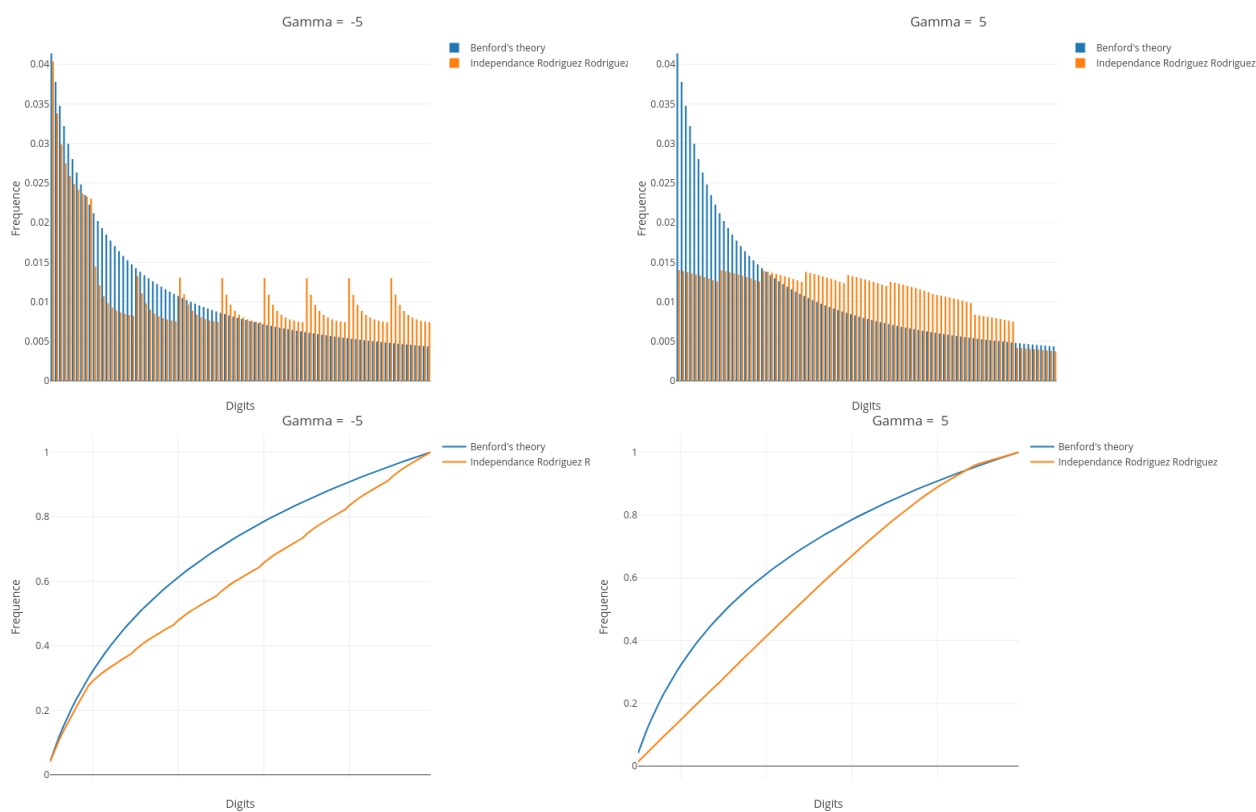 Gamma = -5
Benford's theory
Independance Rodriguez Rodriguez
0.04
0.035
0.03
0.025
0.02
0.015
0.01
0.005
0
Frequence
Digits
Gamma = 5
Benford's theory
Independance Rodriguez Rodriguez
0.04
0.035
0.03
0.025
0.02
0.015
0.01
0.005
0
Frequence
Digits
Gamma = -5
Benford's theory
Independance Rodriguez R
1
0.8
0.6
0.4
0.2
0
Frequence
Digits
Gamma = 5
Benford's theory
Independance Rodriguez Rodriguez
1
0.8
0.6
0.4
0.2
0
Frequence
Digits